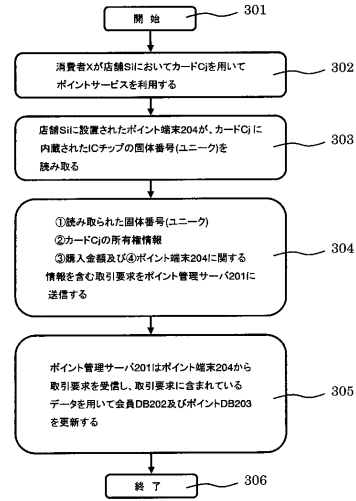 開 始
301
消費者Xが店舗SiにおいてカードCjを用いて
ポイントサービスを利用する
302
店舗Siに設置されたポイント端末204が、カードCjに
内蔵されたICチップの固体番号(ユニーク)を
読み取る
303
①読み取られた固体番号(ユニーク)
②カードCjの所有権情報
③購入金額及び④ポイント端末204に関する
情報を含む取引要求をポイント管理サーバ201に
送信する
304
ポイント管理サーバ201はポイント端末204から
取引要求を受信し、取引要求に含まれている
データを用いて会員DB202及びポイントDB203
を更新する
305
終 了
306